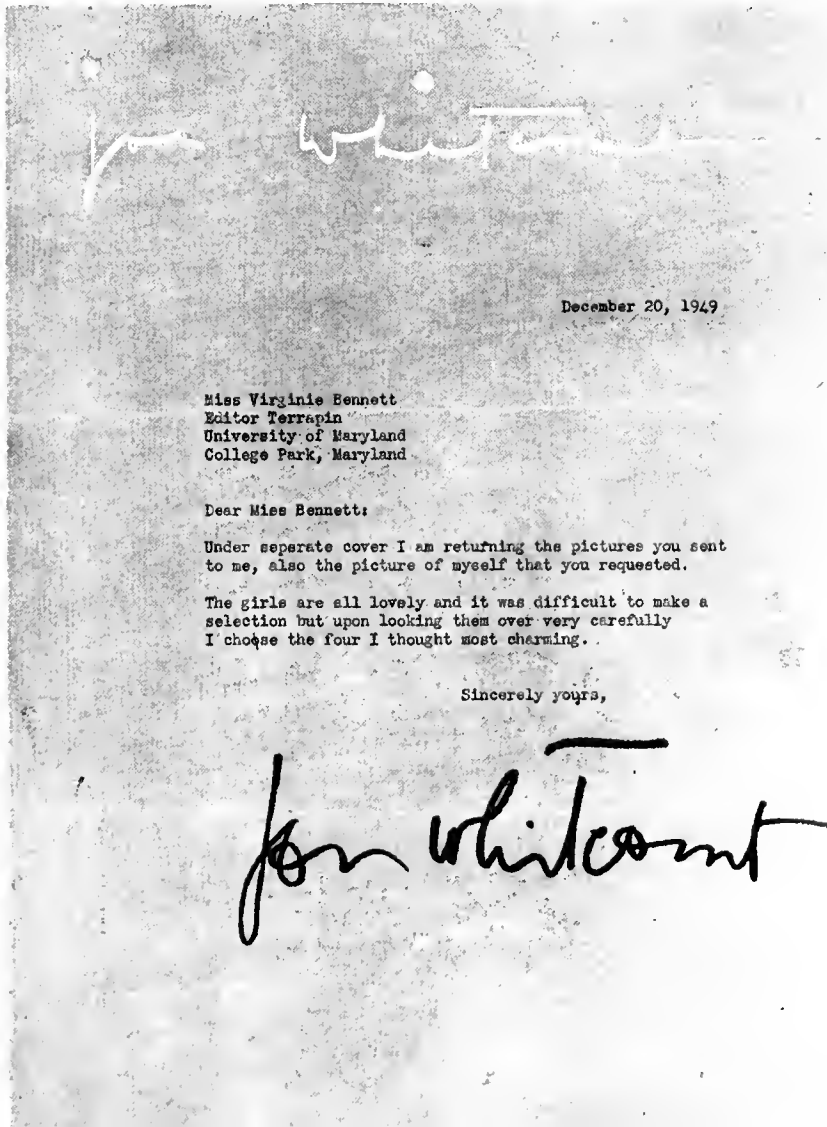 jon whitcomb
December 20, 1949
Miss Virginie Bennett
Editor Terrapin
University of Maryland
College Park, Maryland
Dear Miss Bennett:
Under separate cover I am returning the pictures you sent
to me, also the picture of myself that you requested.
The girls are all lovely and it was difficult to make a
selection but upon looking them over very carefully
I choose the four I thought most charming.
Sincerely yours,
jon whitcomb